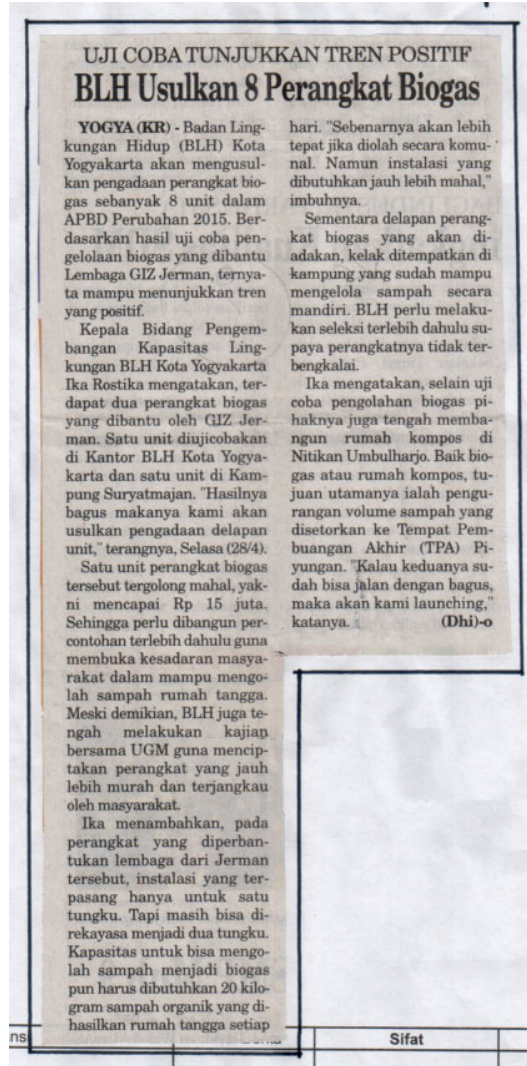 UJI COBA TUNJUKKAN TREN POSITIF
BLH Usulkan 8 Perangkat Biogas
YOGYA (KR) - Badan Ling-
kungan Hidup (BLH) Kota
Yogyakarta akan mengusul-
kan pengadaan perangkat bio-
gas sebanyak 8 unit dalam
APBD Perubahan 2015. Ber-
dasarkan hasil uji coba pen-
gelolaan biogas yang dibantu
Lembaga GIZ Jerman, ternya-
ta mampu menunjukkan tren
yang positif.
Kepala Bidang Pengem-
bangan Kapasitas Ling-
kungan BLH Kota Yogyakarta
Ika Rostika mengatakan, ter-
dapat dua perangkat biogas
yang dibantu oleh GIZ Jer-
man. Satu unit diujicobakan
di Kantor BLH Kota Yogya-
karta dan satu unit di Kam-
pung Suryatmajan. "Hasilnya
bagus makanya kami akan
usulkan pengadaan delapan
unit," terangnya, Selasa (28/4).
Satu unit perangkat biogas
tersebut tergolong mahal, yak-
ni mencapai Rp 15 juta.
Sehingga perlu dibangun per-
contohan terlebih dahulu guna
membuka kesadaran masya-
rakat dalam mampu mengo-
lah sampah rumah tangga.
Meski demikian, BLH juga te-
ngah melakukan kajian
bersama UGM guna mencip-
takan perangkat yang jauh
lebih murah dan terjangkau
oleh masyarakat.
Ika menambahkan, pada
perangkat yang diperban-
tukan lembaga dari Jerman
tersebut, instalasi yang ter-
pasang hanya untuk satu
tungku. Tapi masih bisa di-
rekayasa menjadi dua tungku.
Kapasitas untuk bisa mengo-
lah sampah menjadi biogas
pun harus dibutuhkan 20 kilo-
gram sampah organik yang di-
hasilkan rumah tangga setiap
hari. "Sebenarnya akan lebih
tepat jika diolah secara komu-
nal. Namun instalasi yang
dibutuhkan jauh lebih mahal,"
imbuhnya.
Sementara delapan perang-
kat biogas yang akan di-
adakan, kelak ditempatkan di
kampung yang sudah mampu
mengelola sampah secara
mandiri. BLH perlu melaku-
kan seleksi terlebih dahulu su-
paya perangkatnya tidak ter-
bengkalai.
Ika mengatakan, selain uji
coba pengolahan biogas pi-
haknya juga tengah memba-
ngun rumah kompos di
Nitikan Umbulharjo. Baik bio-
gas atau rumah kompos, tu-
juan utamanya ialah pengu-
rangan volume sampah yang
disetorkan ke Tempat Pem-
buangan Akhir (TPA) Pi-
yungan. "Kalau keduanya su-
dah bisa jalan dengan bagus,
maka akan kami launching,"
katanya. (Dhi)-o
Sifat